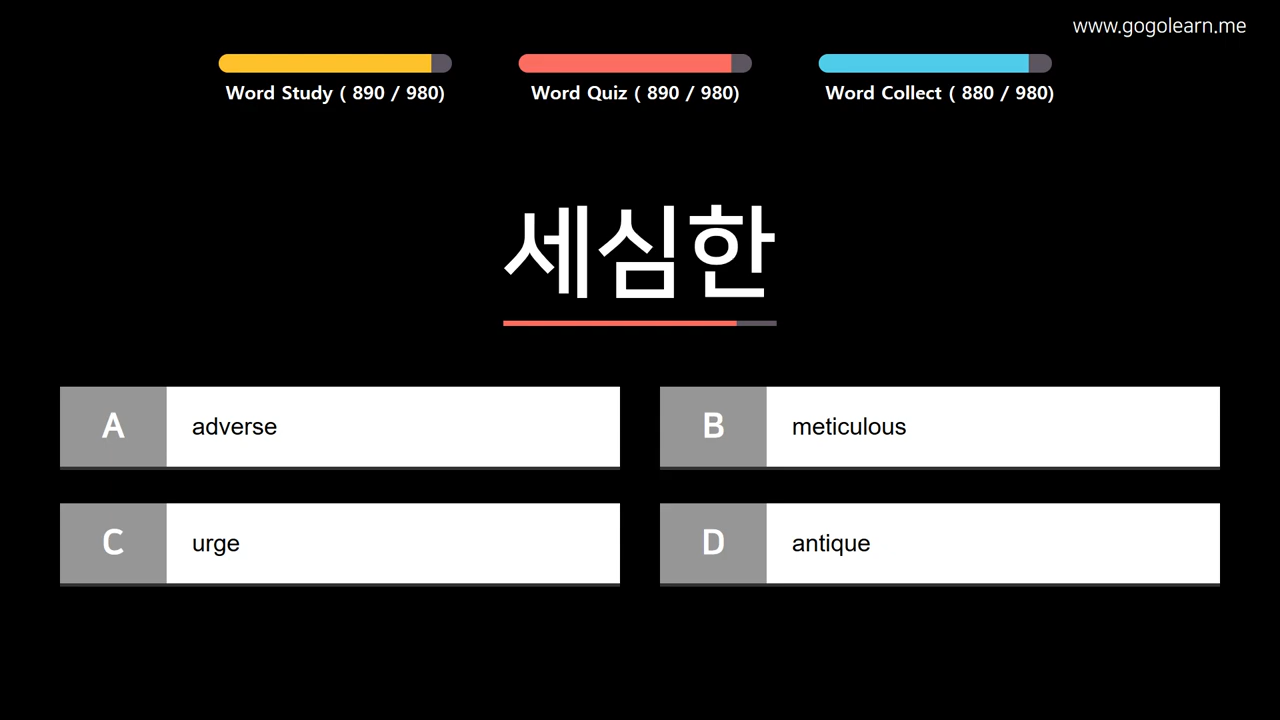 www.gogolearn.me
Word Study ( 890 / 980)
Word Quiz ( 890 / 980)
Word Collect ( 880 / 980)
세심한
A adverse
B meticulous
C urge
D antique